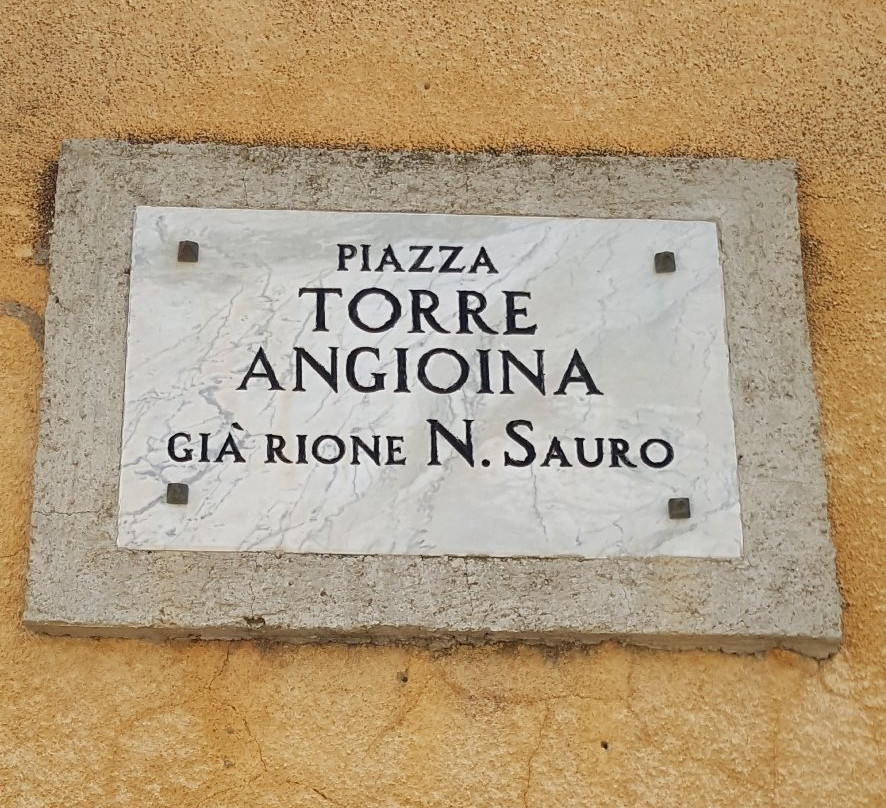 PIAZZA
TORRE
ANGIOINA
GIÀ RIONE N. SAURO